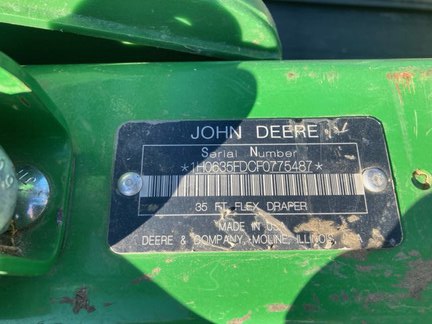 JOHN DEERE
Serial Number
*1H0635FDCF0775487*
35 FT FLEX DRAPER
MADE IN U.S.
DEERE & COMPANY, MOLINE, ILLINOIS